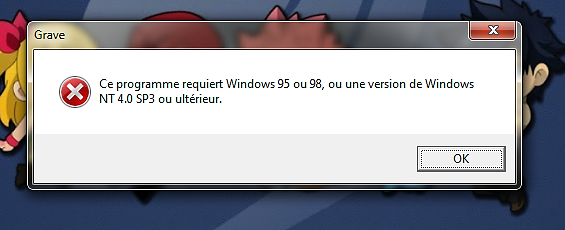 Grave
Ce programme requiert Windows 95 ou 98, ou une version de Windows
NT 4.0 SP3 ou ultérieur.
OK